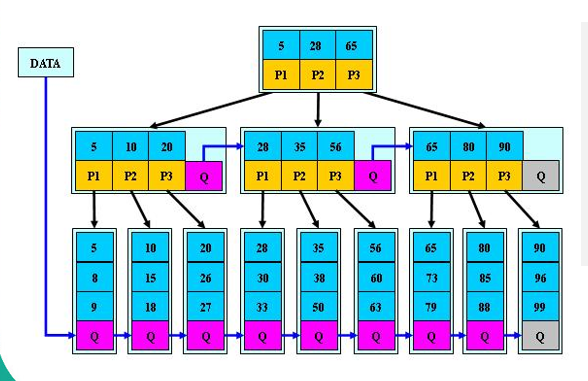 5 28 65
DATA
P1 P2 P3
5 10 20
28 35 56
65 80 90
P1 P2 P3 Q
P1 P2 P3 Q
P1 P2 P3 Q
5 10 20 28 35 56 65 80 90
8 15 26 30 38 60 73 85 96
9 18 27 33 50 63 79 88 99
Q Q Q Q Q Q Q Q Q